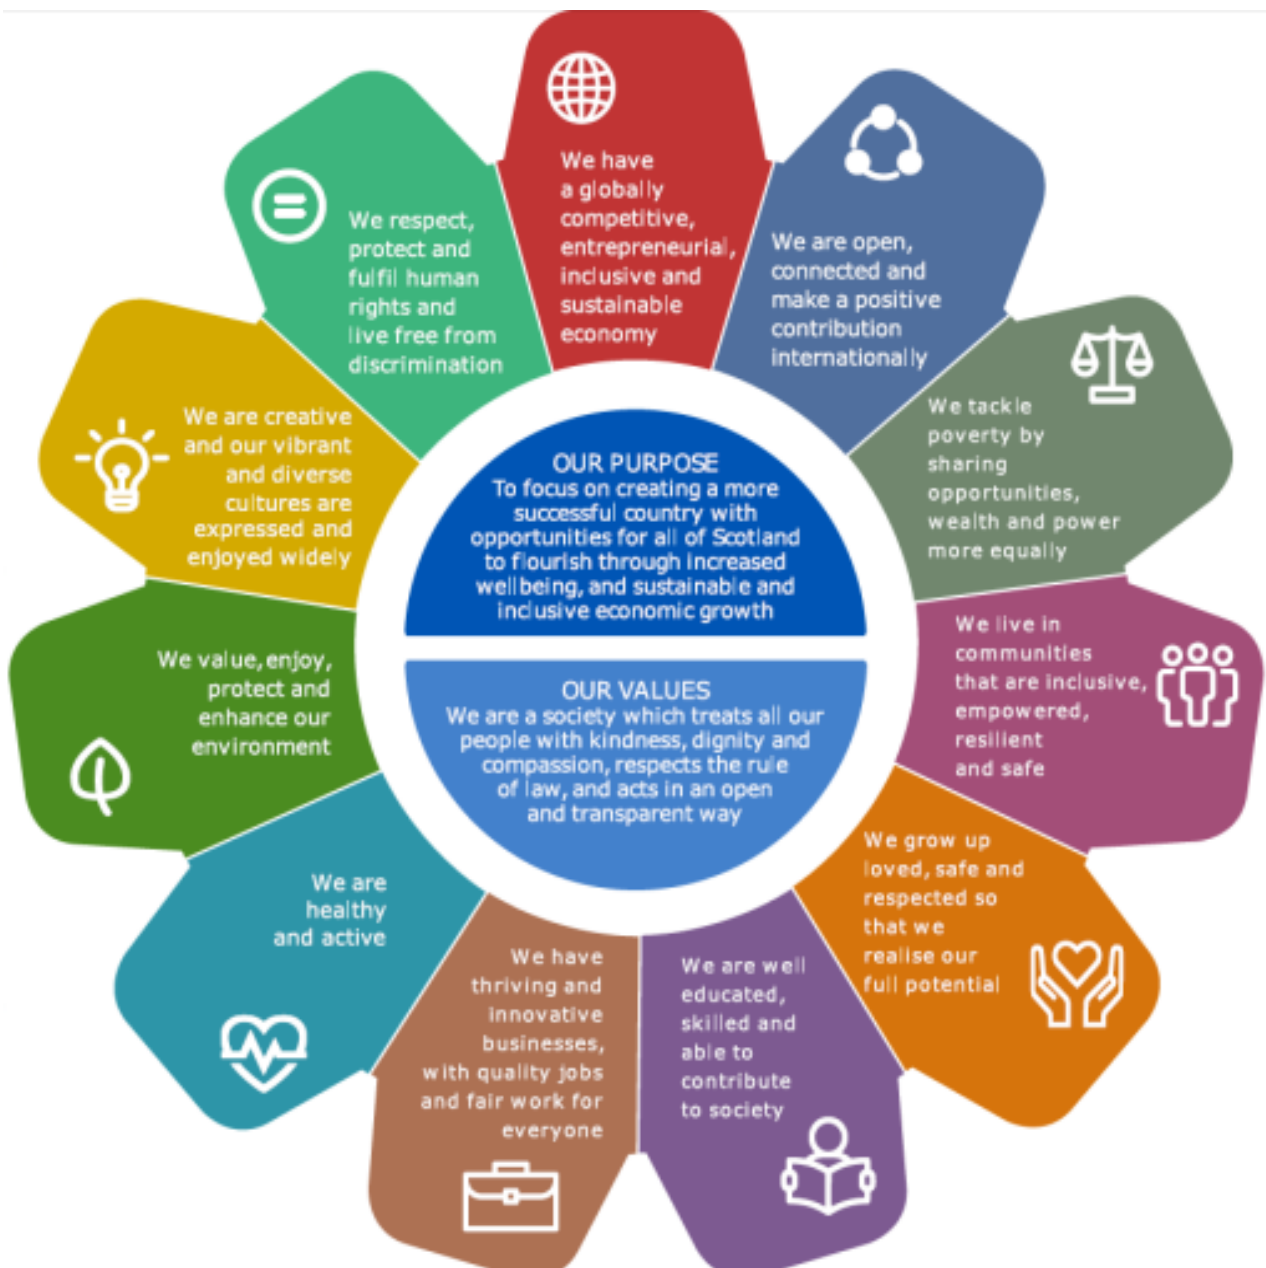 We have
a globally
competitive,
entrepreneurial,
inclusive and
sustainable
economy
We are open,
connected and
make a positive
contribution
internationally
We tackle
poverty by
sharing
opportunities,
wealth and power
more equally
We live in
communities
that are inclusive,
empowered,
resilient
and safe
We grow up
loved, safe and
respected so
that we
realise our
full potential
We are well
educated,
skilled and
able to
contribute
to society
We have
thriving and
innovative
businesses,
with quality jobs
and fair work for
everyone
We are
healthy
and active
We value, enjoy,
protect and
enhance our
environment
We are creative
and our vibrant
and diverse
cultures are
expressed and
enjoyed widely
We respect,
protect and
fulfil human
rights and
live free from
discrimination
OUR PURPOSE
To focus on creating a more
successful country with
opportunities for all of Scotland
to flourish through increased
wellbeing, and sustainable and
inclusive economic growth
OUR VALUES
We are a society which treats all our
people with kindness, dignity and
compassion, respects the rule
of law, and acts in an open
and transparent way